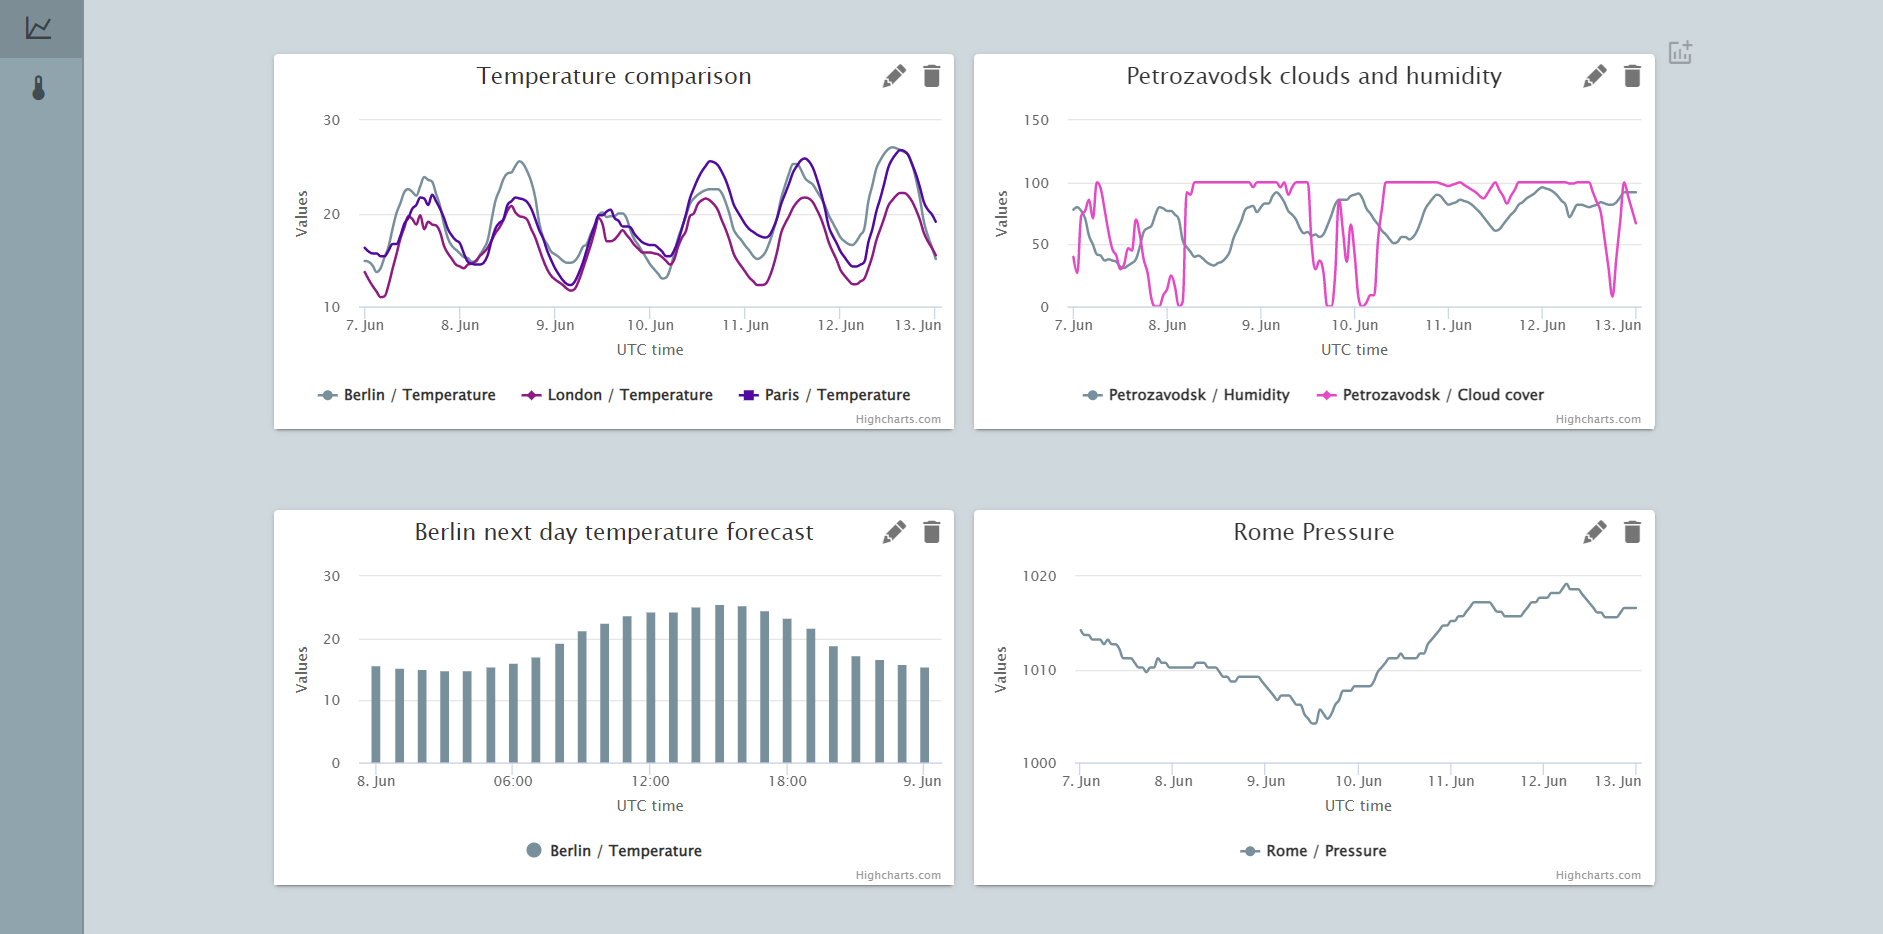 Temperature comparison
30
20
10
Values
7. Jun 8. Jun 9. Jun 10. Jun 11. Jun 12. Jun 13. Jun
UTC time
Berlin / Temperature London / Temperature Paris / Temperature
Highcharts.com
Petrozavodsk clouds and humidity
150
100
50
0
Values
7. Jun 8. Jun 9. Jun 10. Jun 11. Jun 12. Jun 13. Jun
UTC time
Petrozavodsk / Humidity Petrozavodsk / Cloud cover
Highcharts.com
Berlin next day temperature forecast
30
20
10
0
Values
8. Jun 06:00 12:00 18:00 9. Jun
UTC time
Berlin / Temperature
Highcharts.com
Rome Pressure
1020
1010
1000
Values
7. Jun 8. Jun 9. Jun 10. Jun 11. Jun 12. Jun 13. Jun
UTC time
Rome / Pressure
Highcharts.com